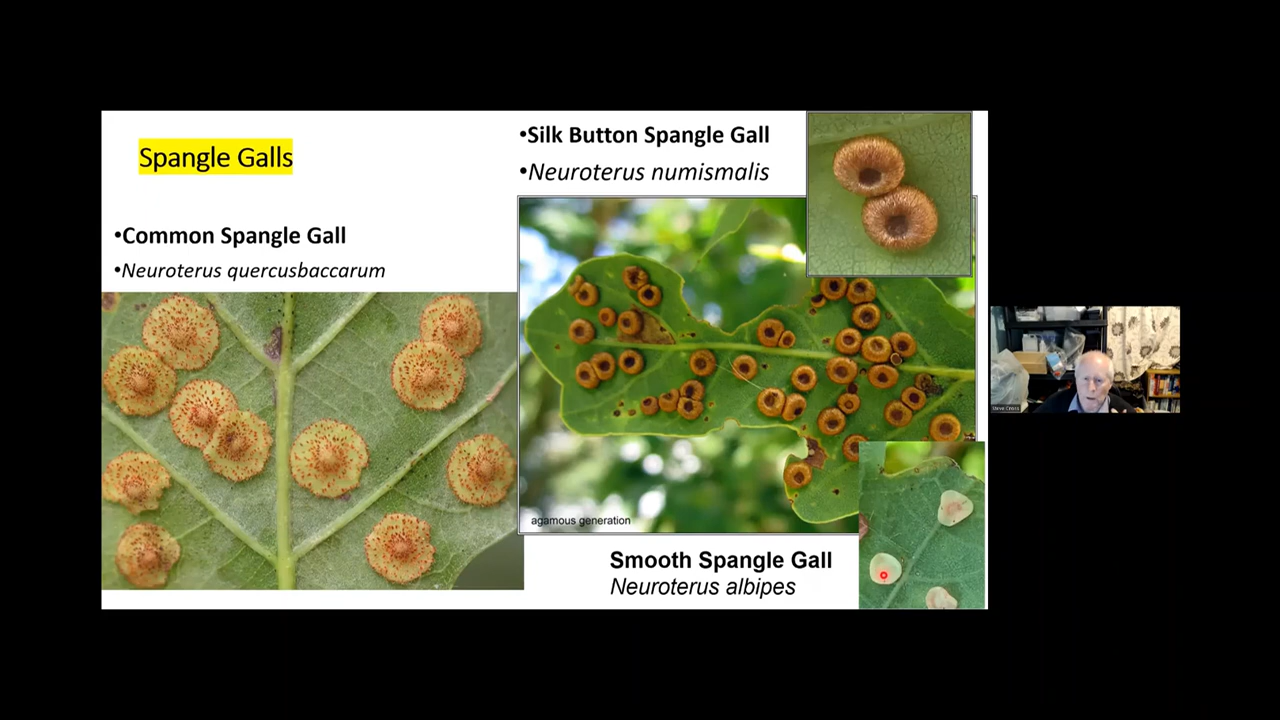 Spangle Galls
•Common Spangle Gall
•Neuroterus quercusbaccarum
•Silk Button Spangle Gall
•Neuroterus numismalis
agamous generation
Smooth Spangle Gall
Neuroterus albipes